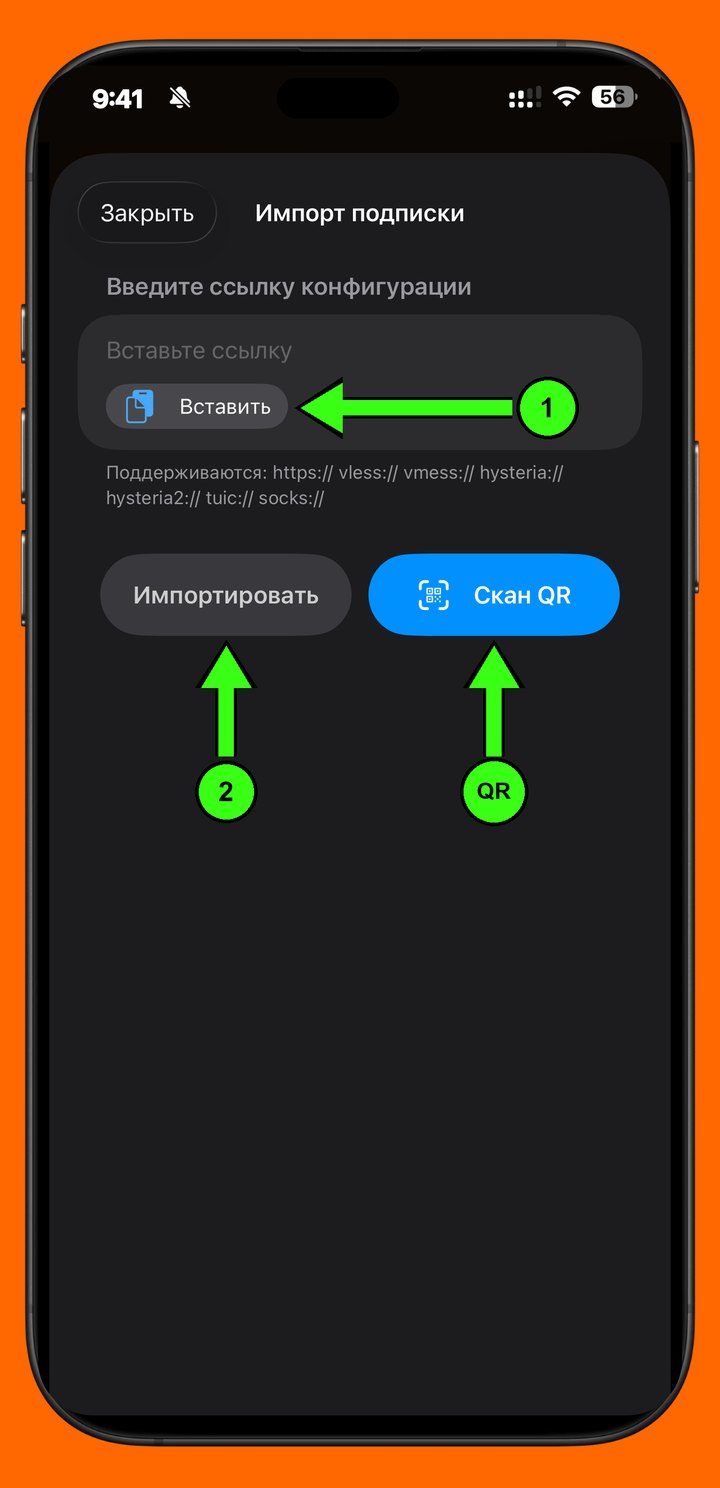 9:41
56
Закрыть
Импорт подписки
Введите ссылку конфигурации
Вставьте ссылку
Вставить
1
Поддерживаются: https:// vless:// vmess:// hysteria://
hysteria2:// tuic:// socks://
Импортировать
Скан QR
2
QR